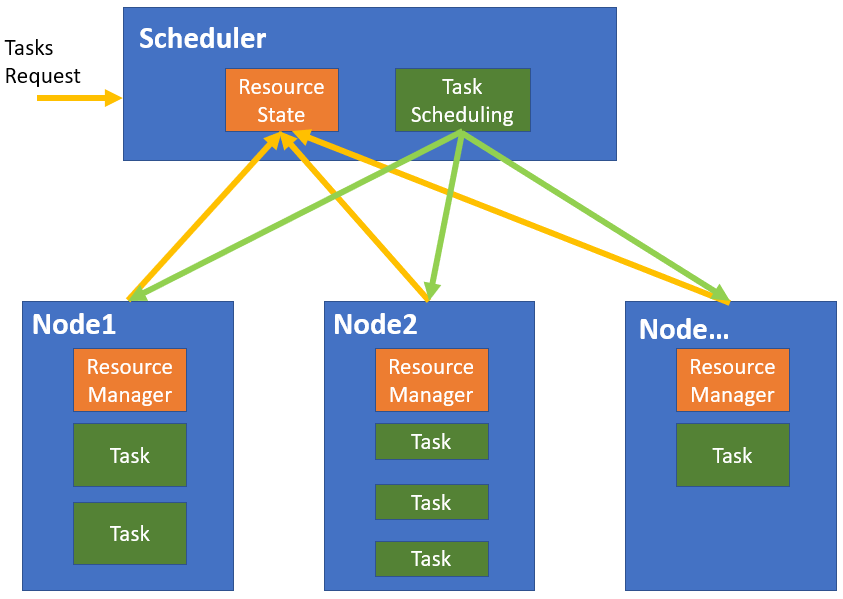 Tasks
Request
Scheduler
Resource
State
Task
Scheduling
Node1
Resource
Manager
Task
Task
Node2
Resource
Manager
Task
Task
Task
Node...
Resource
Manager
Task